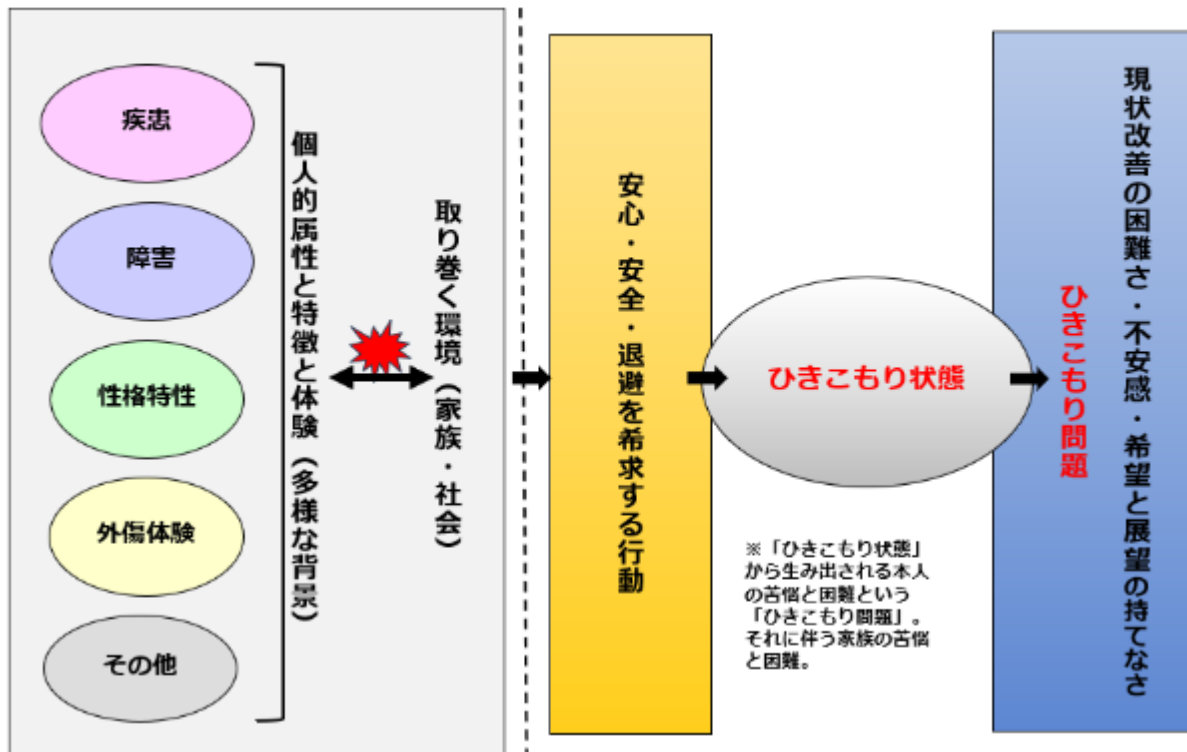 疾患
障害
性格特性
外傷体験
その他
個人的属性と特徴と体験（多様な背景）
取り巻く環境（家族・社会）
安心・安全・退避を希求する行動
ひきこもり状態
※「ひきこもり状態」
から生み出される本人
の苦悩と困難という
「ひきこもり問題」。
それに伴う家族の苦悩
と困難。
現状改善の困難さ・不安感・希望と展望の持てなさ
ひきこもり問題